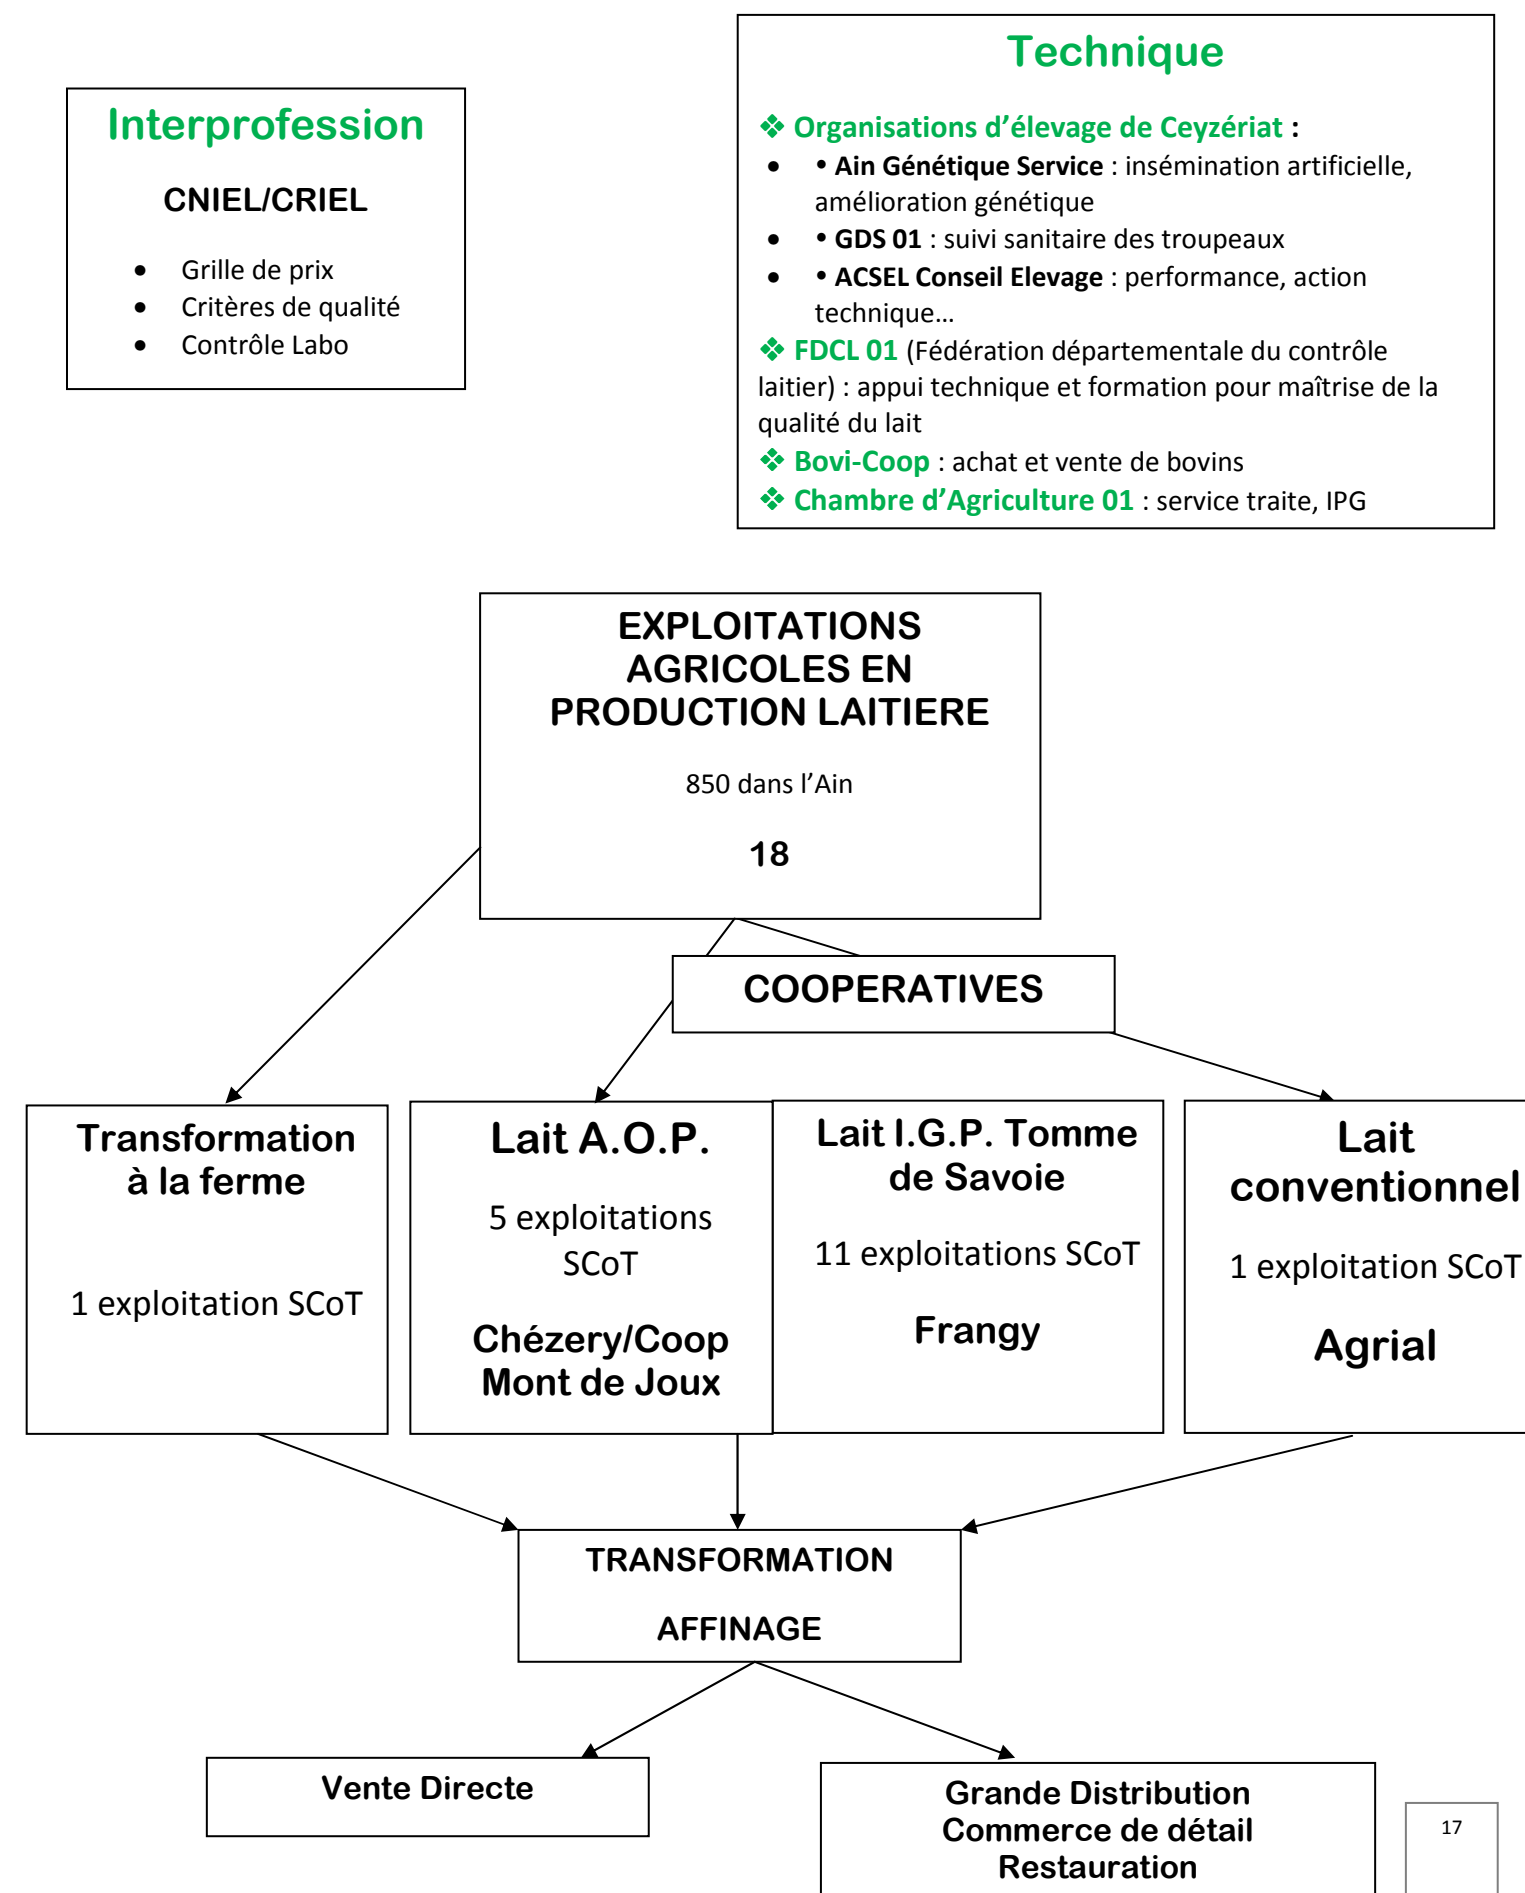 Interprofession
CNIEL/CRIEL
• Grille de prix
• Critères de qualité
• Contrôle Labo
Technique
❖ Organisations d’élevage de Ceyzériat :
• • Ain Génétique Service : insémination artificielle,
amélioration génétique
• • GDS 01 : suivi sanitaire des troupeaux
• • ACSEL Conseil Elevage : performance, action
technique…
❖ FDCL 01 (Fédération départementale du contrôle
laitier) : appui technique et formation pour maîtrise de la
qualité du lait
❖ Bovi-Coop : achat et vente de bovins
❖ Chambre d’Agriculture 01 : service traite, IPG
EXPLOITATIONS
AGRICOLES EN
PRODUCTION LAITIERE
850 dans l’Ain
18
COOPERATIVES
Transformation
à la ferme
1 exploitation SCoT
Lait A.O.P.
5 exploitations
SCoT
Chézery/Coop
Mont de Joux
Lait I.G.P. Tomme
de Savoie
11 exploitations SCoT
Frangy
Lait
conventionnel
1 exploitation SCoT
Agrial
TRANSFORMATION
AFFINAGE
Vente Directe
Grande Distribution
Commerce de détail
Restauration
17